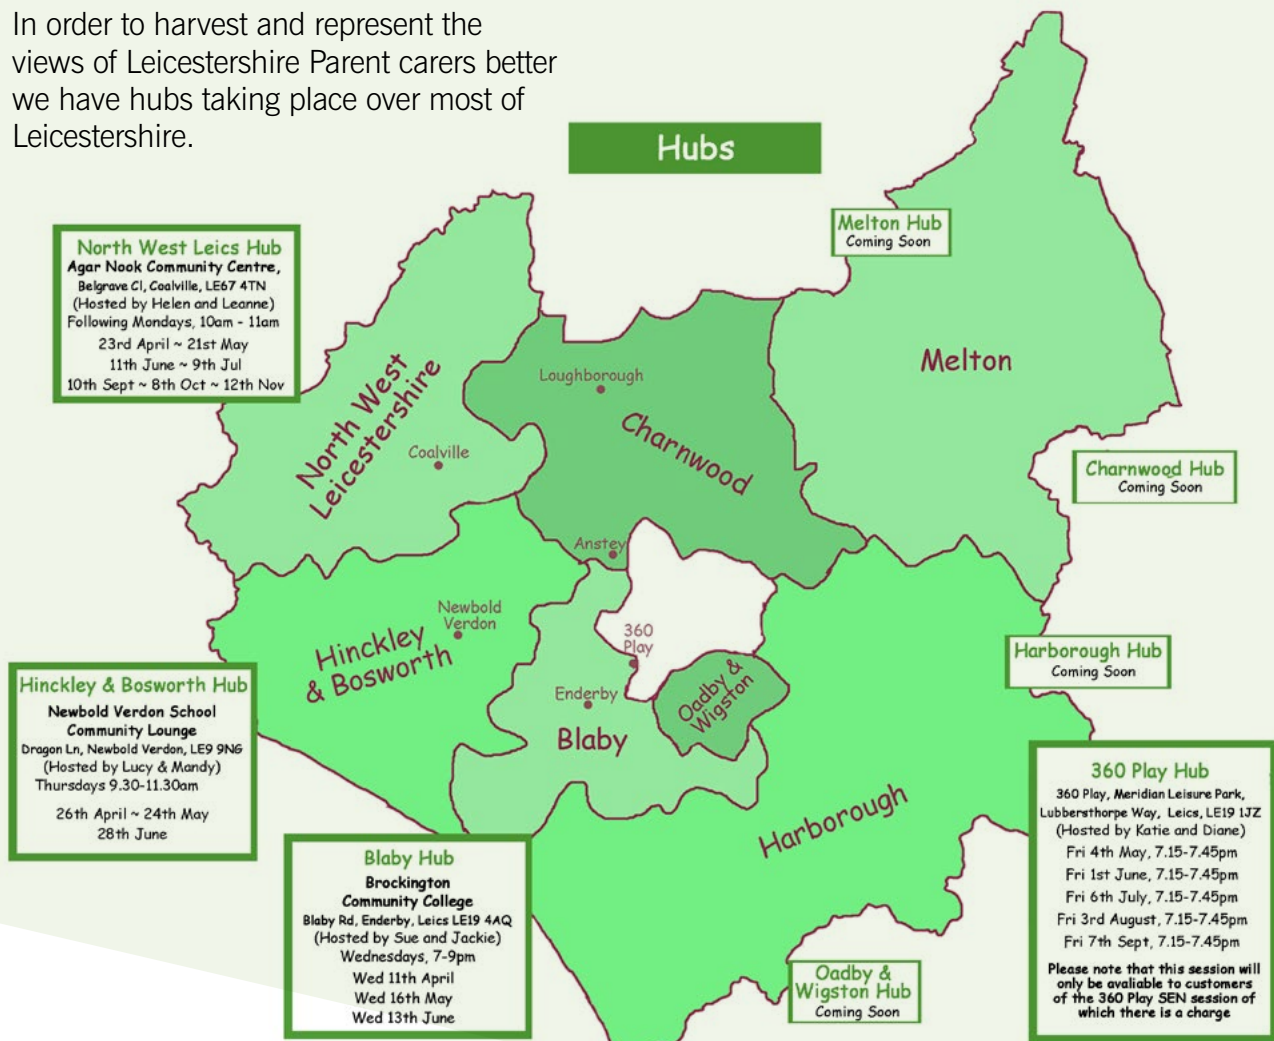 In order to harvest and represent the
views of Leicestershire Parent carers better
we have hubs taking place over most of
Leicestershire.
Hubs
Melton Hub
Coming Soon
North West Leics Hub
Agar Nook Community Centre,
Belgrave Cl, Coalville, LE67 4TN
(Hosted by Helen and Leanne)
Following Mondays, 10am - 11am
23rd April ~ 21st May
11th June ~ 9th Jul
10th Sept ~ 8th Oct ~ 12th Nov
North West
Leicestershire
Coalville
Loughborough
Charnwood
Melton
Charnwood Hub
Coming Soon
Anstey
Newbold
Verdon
Hinckley
& Bosworth
360
Play
Enderby
Blaby
Oadby &
Wigston
Harborough
Harborough Hub
Coming Soon
Hinckley & Bosworth Hub
Newbold Verdon School
Community Lounge
Dragon Ln, Newbold Verdon, LE9 9NG
(Hosted by Lucy & Mandy)
Thursdays 9.30-11.30am
26th April ~ 24th May
28th June
Blaby Hub
Brockington
Community College
Blaby Rd, Enderby, Leics LE19 4AQ
(Hosted by Sue and Jackie)
Wednesdays, 7-9pm
Wed 11th April
Wed 16th May
Wed 13th June
Oadby &
Wigston Hub
Coming Soon
360 Play Hub
360 Play, Meridian Leisure Park,
Lubbersthorpe Way, Leics, LE19 1JZ
(Hosted by Katie and Diane)
Fri 4th May, 7.15-7.45pm
Fri 1st June, 7.15-7.45pm
Fri 6th July, 7.15-7.45pm
Fri 3rd August, 7.15-7.45pm
Fri 7th Sept, 7.15-7.45pm
Please note that this session will
only be avaliable to customers
of the 360 Play SEN session of
which there is a charge